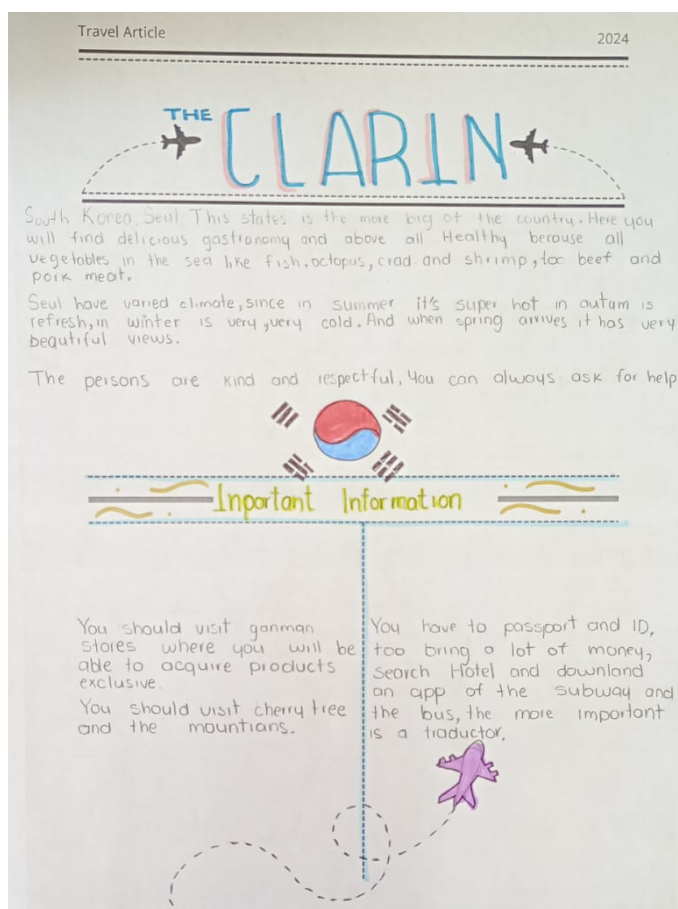 Travel Article
2024
THE
CLARIN
South Korea, Seul. This states is the more big of the country. Here you
will find delicious gastronomy and above all Healthy because all
vegetables in the sea like fish, octopus, crad and shrimp, too beef and
pork meat.
Seul have varied climate, since in summer it's super hot in autum is
refresh, in winter is very, very cold. And when spring arrives it has very
beautiful views.
The persons are kind and respectful, You can always ask for help
Inportant Information
You should visit ganman
stores where you will be
able to acquire products
exclusive.
You should visit cherry tree
and the mountians.
You have to passport and ID,
too bring a lot of money,
search Hotel and downland
an app of the subway and
the bus, the more important
is a traductor.